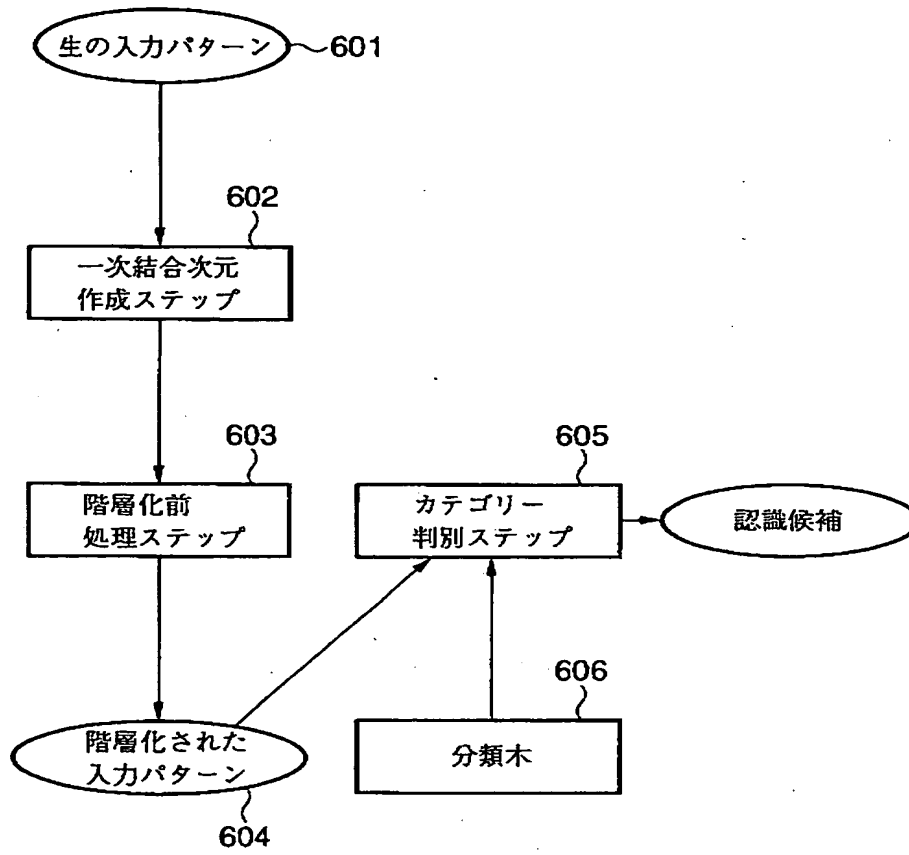 生の入力パターン
601
602
一次結合次元
作成ステップ
603
階層化前
処理ステップ
605
カテゴリー
判別ステップ
認識候補
階層化された
入力パターン
604
606
分類木